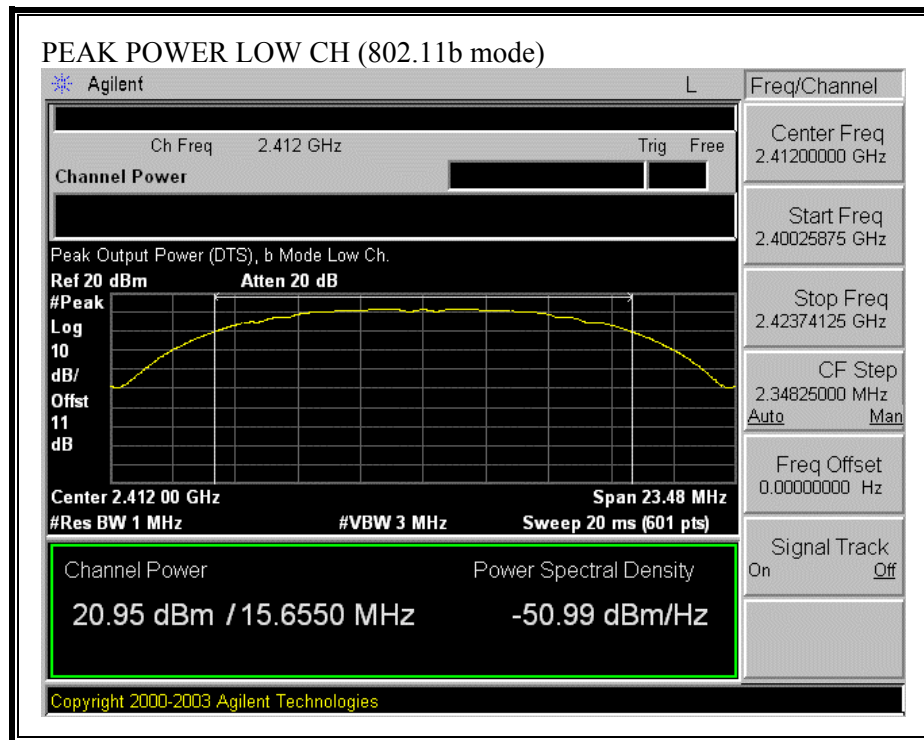 PEAK POWER LOW CH (802.11b mode)
Agilent L Freq/Channel
Ch Freq 2.412 GHz Trig Free
Channel Power
Peak Output Power (DTS), b Mode Low Ch.
Ref 20 dBm Atten 20 dB
#Peak
Log
10
dB/
Offst
11
dB
Center 2.412 00 GHz Span 23.48 MHz
#Res BW 1 MHz #VBW 3 MHz Sweep 20 ms (601 pts)
Channel Power Power Spectral Density
20.95 dBm / 15.6550 MHz -50.99 dBm/Hz
Center Freq
2.41200000 GHz
Start Freq
2.40025875 GHz
Stop Freq
2.42374125 GHz
CF Step
2.34825000 MHz
Auto Man
Freq Offset
0.00000000 Hz
Signal Track
On Off
Copyright 2000-2003 Agilent Technologies